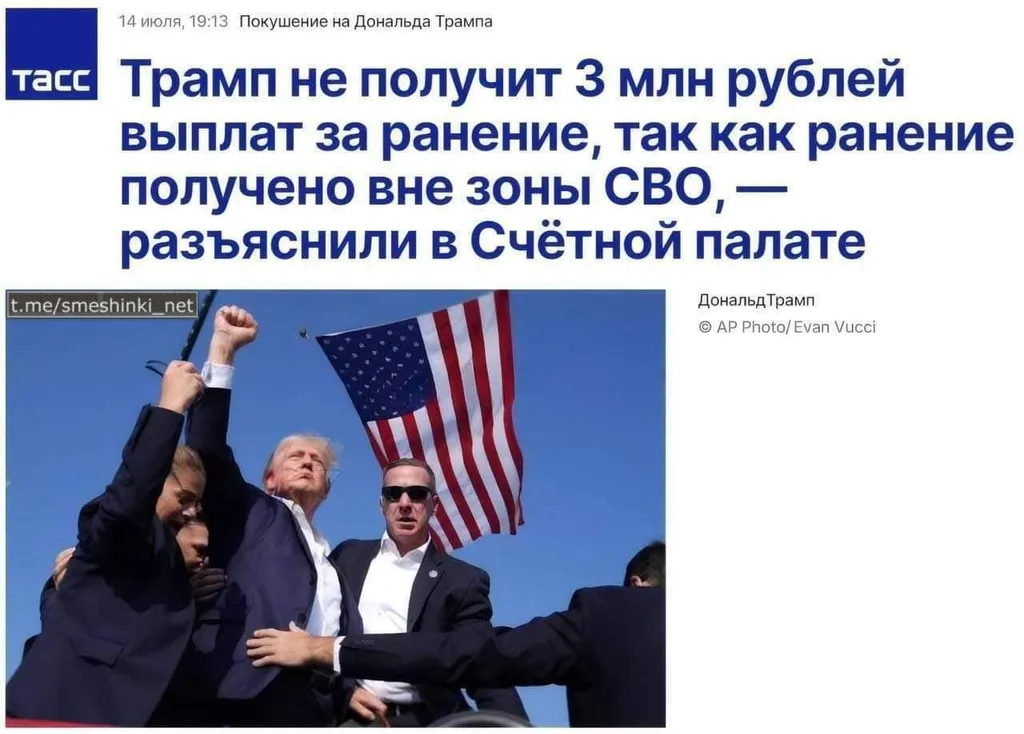 14 июля, 19:13 Покушение на Дональда Трампа
тасс
Трамп не получит 3 млн рублей
выплат за ранение, так как ранение
получено вне зоны СВО, —
разъяснили в Счётной палате
t.me/smeshinki_net
ДональдТрамп
© AP Photo/Evan Vucci